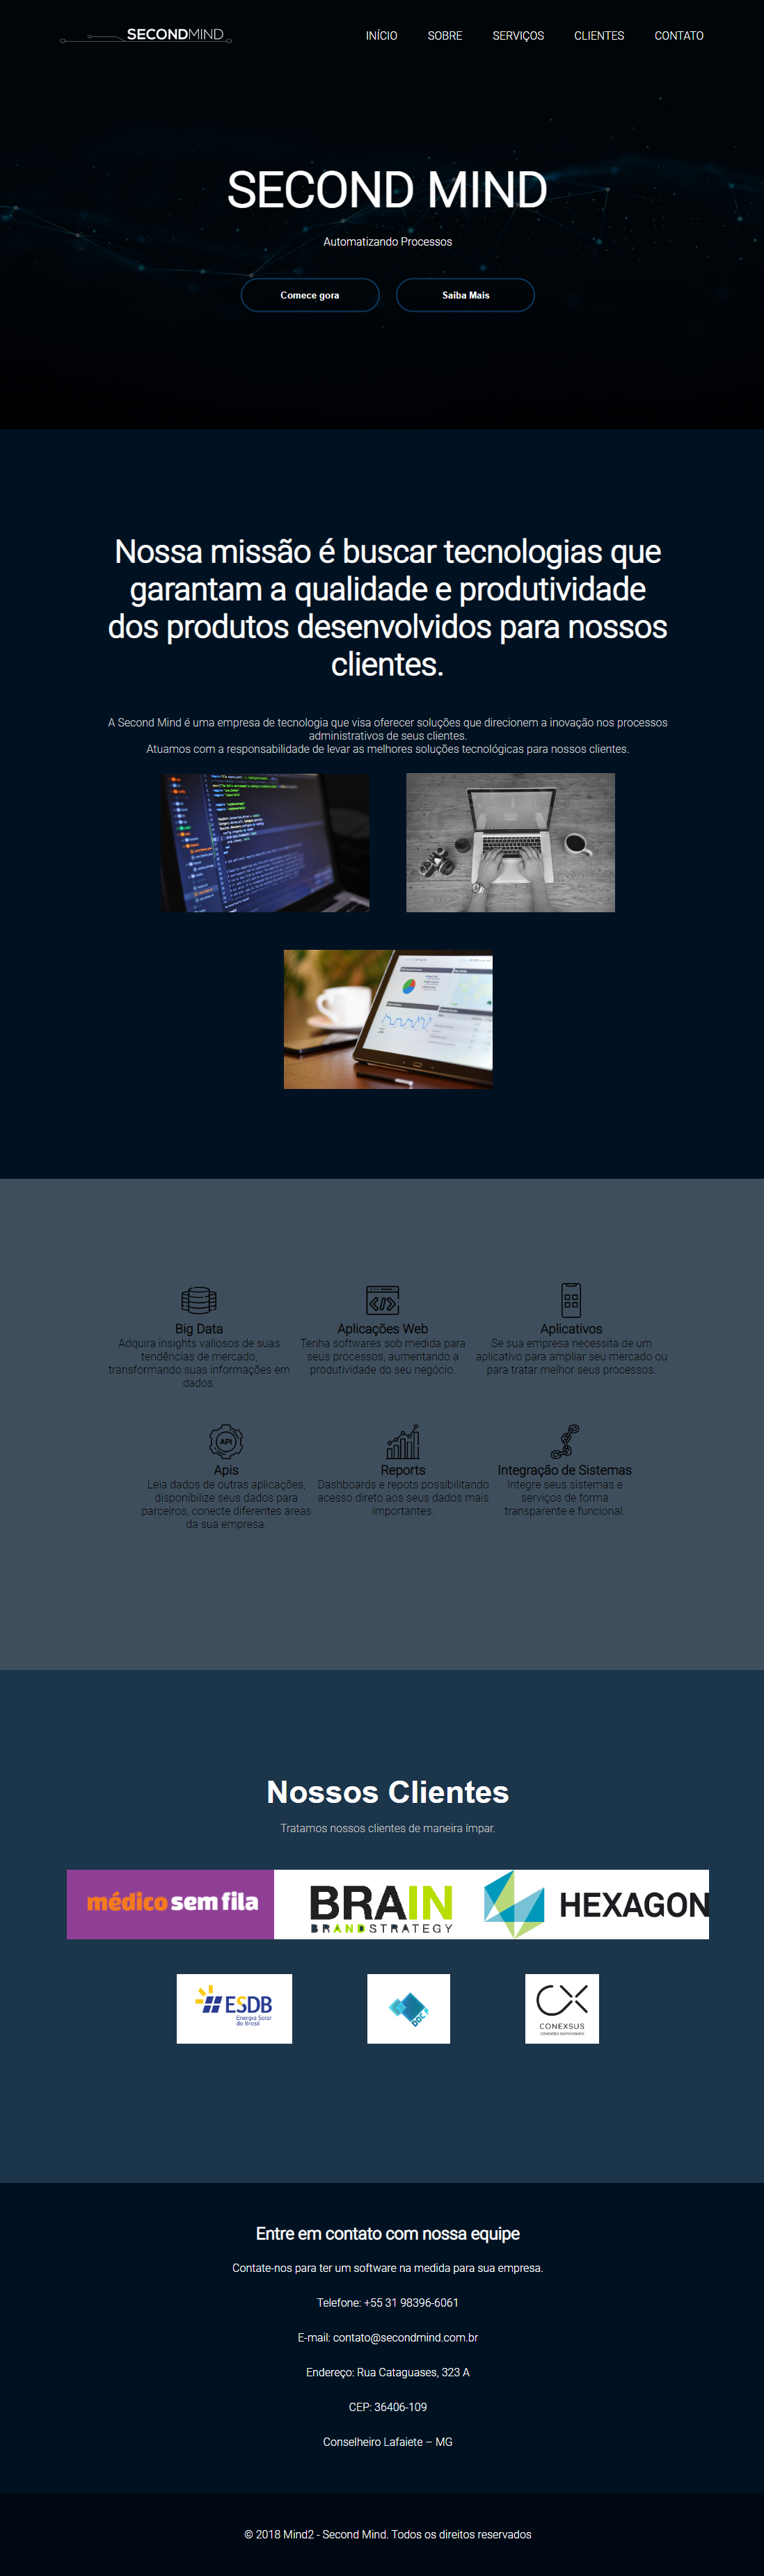 SECONDMIND
INÍCIO SOBRE SERVIÇOS CLIENTES CONTATO
SECOND MIND
Automatizando Processos
Comece gora Saiba Mais
Nossa missão é buscar tecnologias que
garantam a qualidade e produtividade
dos produtos desenvolvidos para nossos
clientes.
A Second Mind é uma empresa de tecnologia que visa oferecer soluções que direcionem a inovação nos processos
administrativos de seus clientes.
Atuamos com a responsabilidade de levar as melhores soluções tecnológicas para nossos clientes.
Big Data
Adquira insights valiosos de suas
tendências de mercado,
transformando suas informações em
dados.
Aplicações Web
Tenha softwares sob medida para
seus processos, aumentando a
produtividade do seu negócio.
Aplicativos
Se sua empresa necessita de um
aplicativo para ampliar seu mercado ou
para tratar melhor seus processos.
API
Apis
Leia dados de outras aplicações,
disponibilize seus dados para
parceiros, conecte diferentes áreas
da sua empresa.
Reports
Dashboards e repots possibilitando
acesso direto aos seus dados mais
importantes.
Integração de Sistemas
Integre seus sistemas e
serviços de forma
transparente e funcional.
Nossos Clientes
Tratamos nossos clientes de maneira ímpar.
médico sem fila
BRAIN
BRANDSTRATEGY
HEXAGON
ESDB
Energia Solar
do Brasil
CONEXSUS
Entre em contato com nossa equipe
Contate-nos para ter um software na medida para sua empresa.
Telefone: +55 31 98396-6061
E-mail: contato@secondmind.com.br
Endereço: Rua Cataguases, 323 A
CEP: 36406-109
Conselheiro Lafaiete – MG
© 2018 Mind2 - Second Mind. Todos os direitos reservados